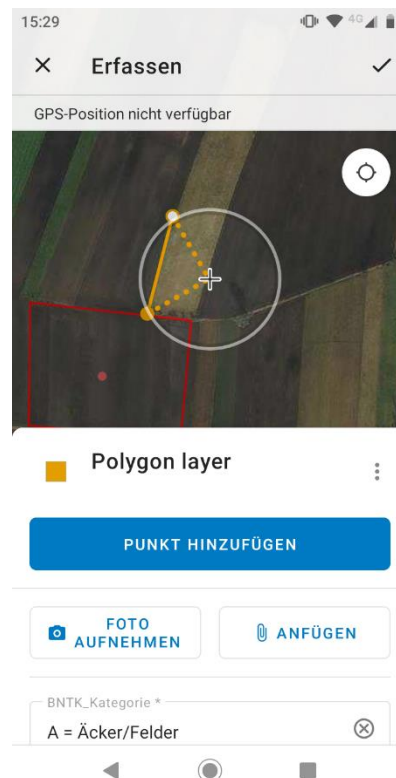 15:29
4G
Erfassen
GPS-Position nicht verfügbar
Polygon layer
PUNKT HINZUFÜGEN
FOTO
AUFNEHMEN
ANFÜGEN
BNTK_Kategorie *
A = Äcker/Felder